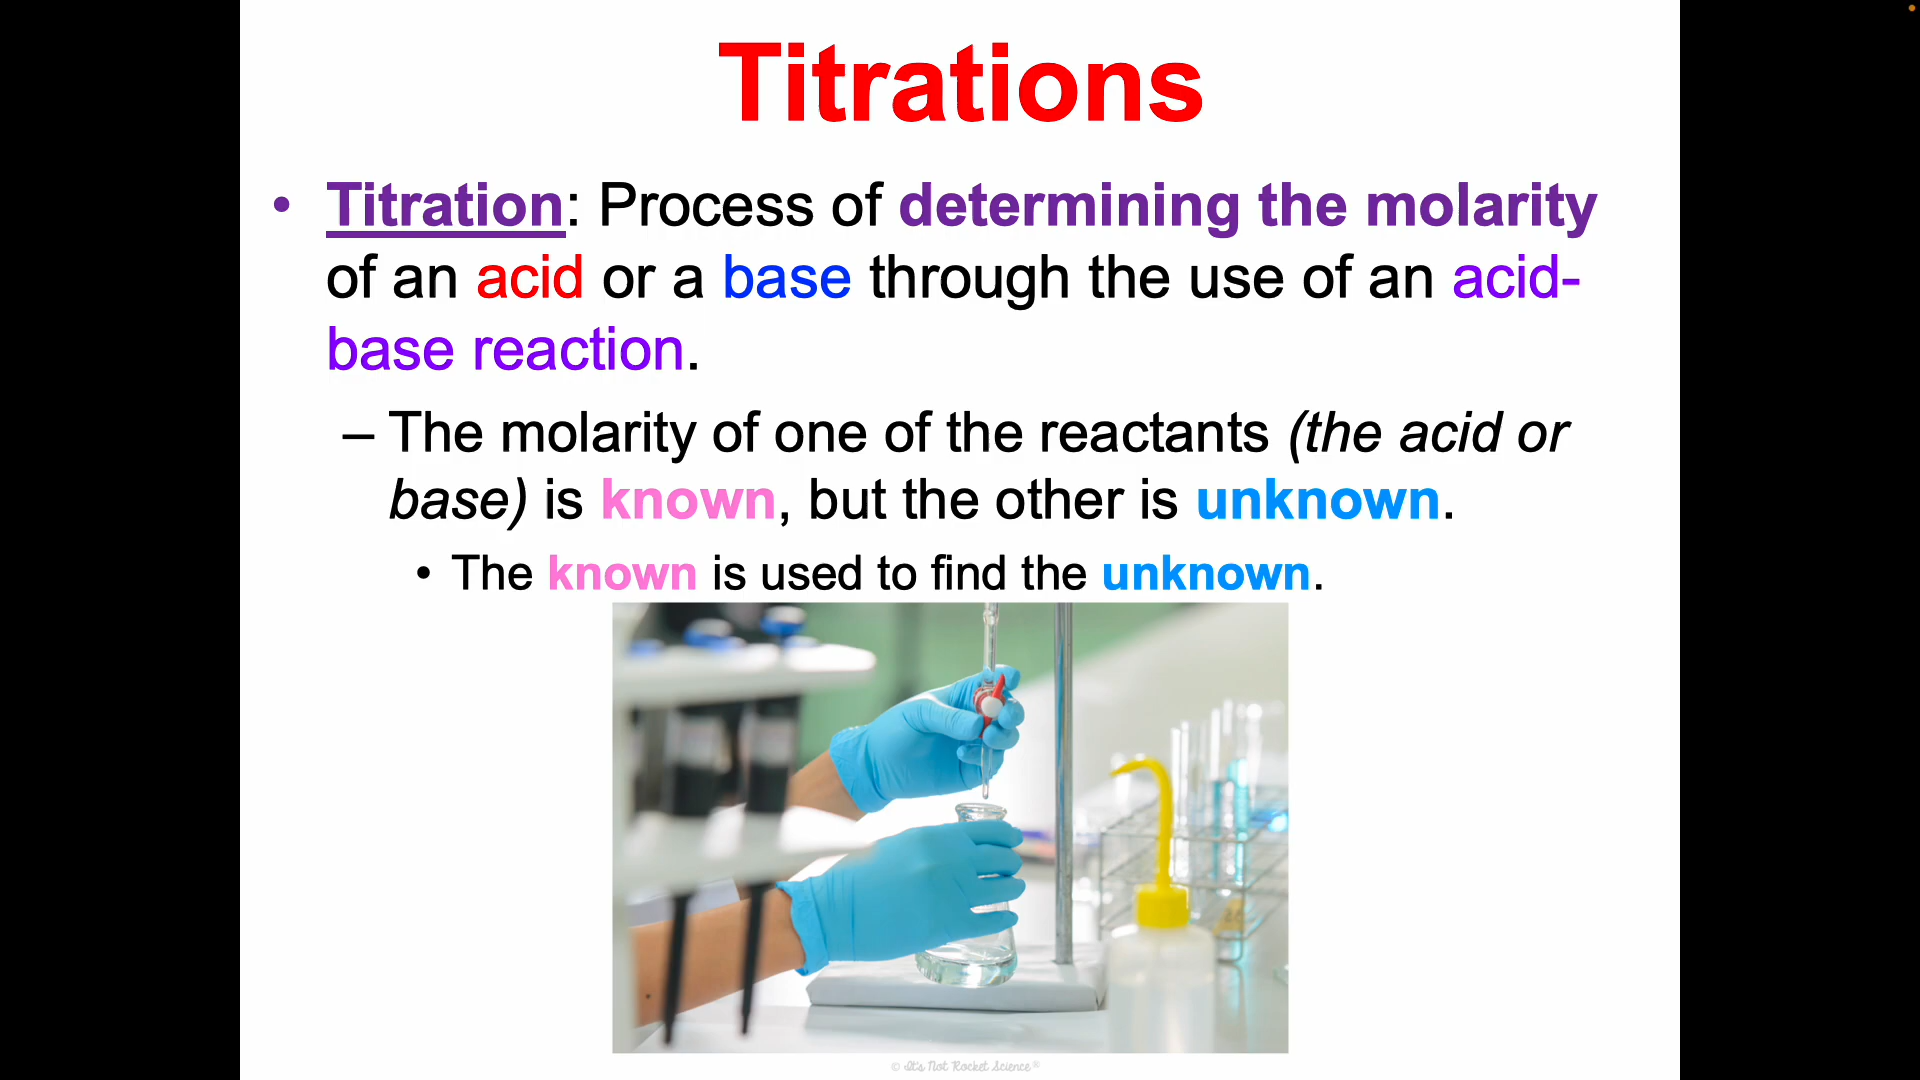 Titrations
• Titration: Process of determining the molarity
of an acid or a base through the use of an acid-
base reaction.
– The molarity of one of the reactants (the acid or
base) is known, but the other is unknown.
• The known is used to find the unknown.
© It's Not Rocket Science®